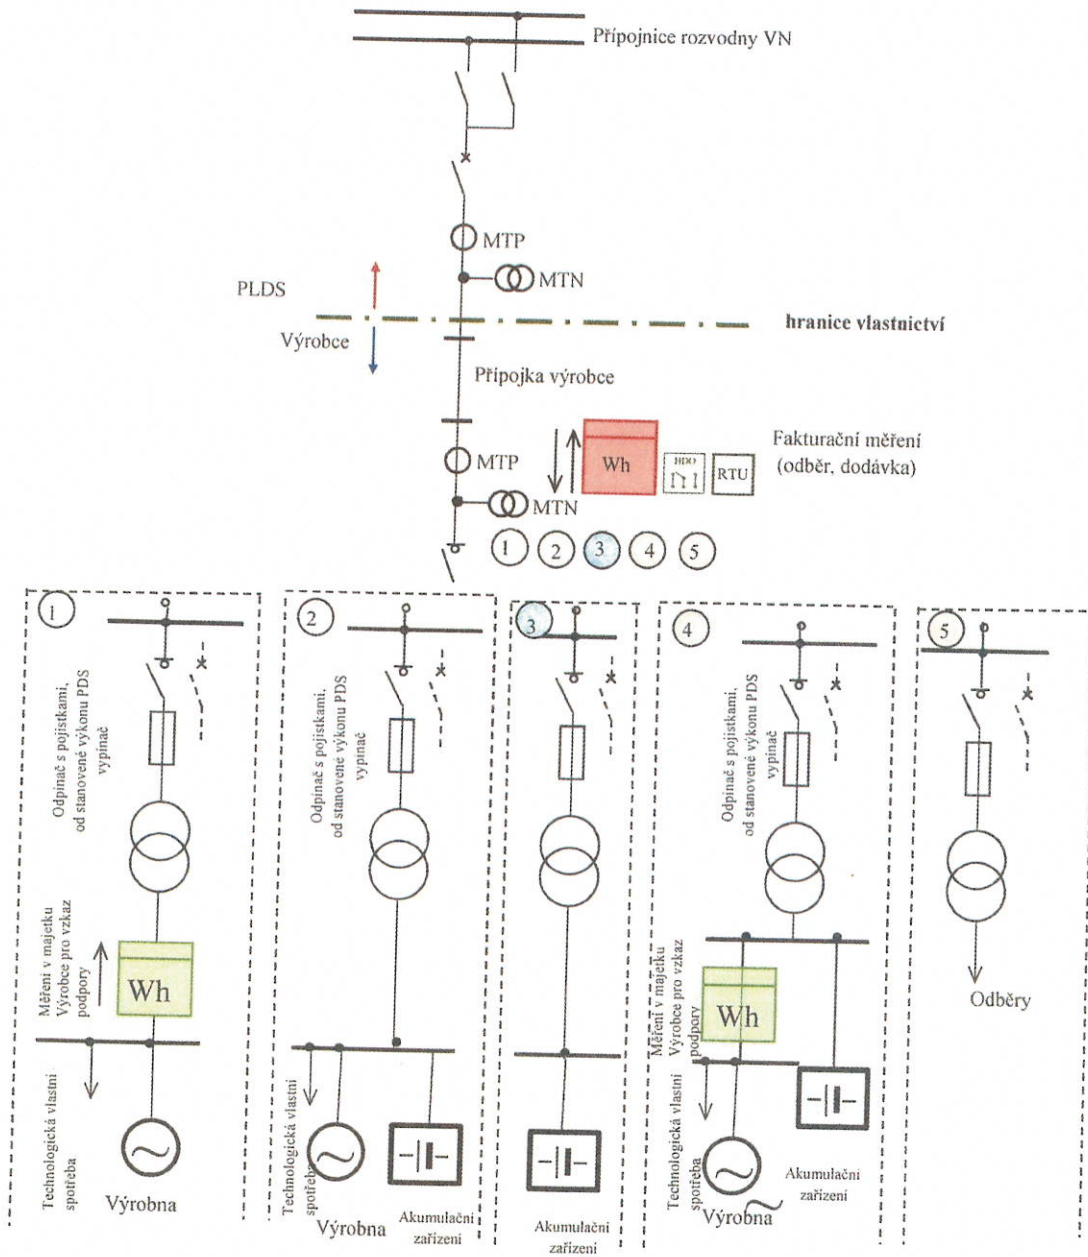 Přípojnice rozvodny VN
MTP
MTN
PLDS
hranice vlastnictví
Výrobce
Přípojka výrobce
MTP
Wh
HDO
RTU
Fakturační měření
(odběr, dodávka)
MTN
1
2
3
4
5
1
Odpínač s pojistkami,
od stanovené výkonu PDS
vypínač
Měření v majetku
Výrobce pro vzkaz
podpory
Wh
Technologická vlastní
spotřeba
Výrobna
2
Odpínač s pojistkami,
od stanovené výkonu PDS
vypínač
Technologická vlastní
spotřeba
Výrobna
Akumulační
zařízení
3
Akumulační
zařízení
4
Odpínač s pojistkami,
od stanovené výkonu PDS
vypínač
Měření v majetku
Výrobce pro vzkaz
podpory
Wh
Technologická vlastní
spotřeba
Výrobna
Akumulační
zařízení
5
Odběry